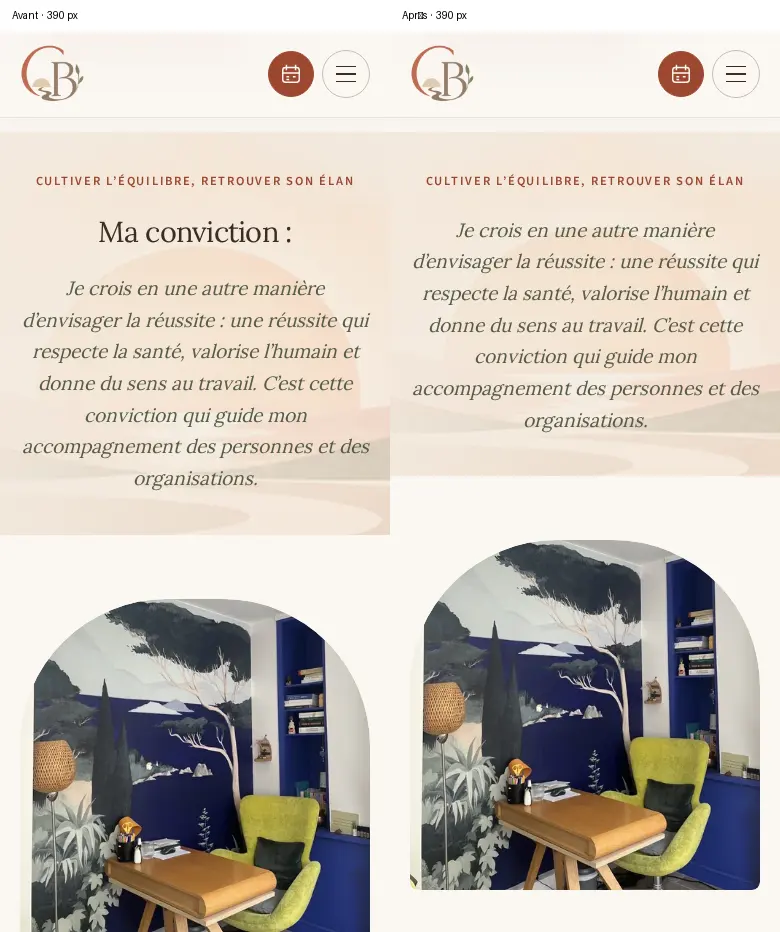 Avant · 390 px
CB
CULTIVER L’ÉQUILIBRE, RETROUVER SON ÉLAN
Ma conviction :
Je crois en une autre manière
d’envisager la réussite : une réussite qui
respecte la santé, valorise l’humain et
donne du sens au travail. C’est cette
conviction qui guide mon
accompagnement des personnes et des
organisations.
Apr· 390 px
CB
CULTIVER L’ÉQUILIBRE, RETROUVER SON ÉLAN
Je crois en une autre manière
d’envisager la réussite : une réussite qui
respecte la santé, valorise l’humain et
donne du sens au travail. C’est cette
conviction qui guide mon
accompagnement des personnes et des
organisations.